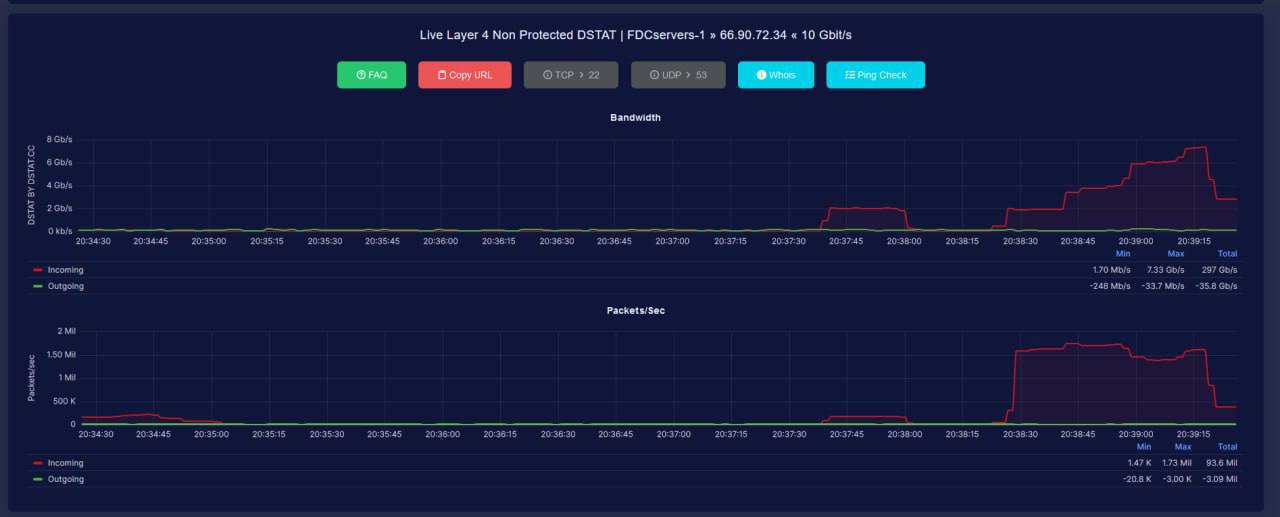 Live Layer 4 Non Protected DSTAT | FDCservers-1 » 66.90.72.34 « 10 Gbit/s
FAQ Copy URL TCP > 22 UDP > 53 Whois Ping Check
Bandwidth
DSTAT BY DSTAT.CC
8 Gb/s
6 Gb/s
4 Gb/s
2 Gb/s
0 kb/s
20:34:30 20:34:45 20:35:00 20:35:15 20:35:30 20:35:45 20:36:00 20:36:15 20:36:30 20:36:45 20:37:00 20:37:15 20:37:30 20:37:45 20:38:00 20:38:15 20:38:30 20:38:45 20:39:00 20:39:15
Min Max Total
Incoming 1.70 Mb/s 7.33 Gb/s 297 Gb/s
Outgoing -248 Mb/s -33.7 Mb/s -35.8 Gb/s
Packets/Sec
Packets/sec
2 Mil
1.50 Mil
1 Mil
500 K
0
20:34:30 20:34:45 20:35:00 20:35:15 20:35:30 20:35:45 20:36:00 20:36:15 20:36:30 20:36:45 20:37:00 20:37:15 20:37:30 20:37:45 20:38:00 20:38:15 20:38:30 20:38:45 20:39:00 20:39:15
Min Max Total
Incoming 1.47 K 1.73 Mil 93.6 Mil
Outgoing -20.8 K -3.00 K -3.09 Mil